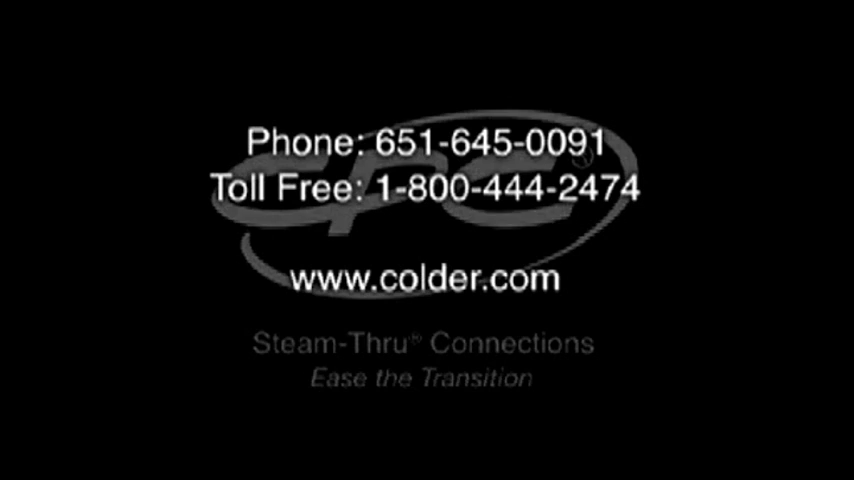 Phone: 651-645-0091
CPC®
Toll Free: 1-800-444-2474
www.colder.com
Steam-Thru® Connections
Ease the Transition